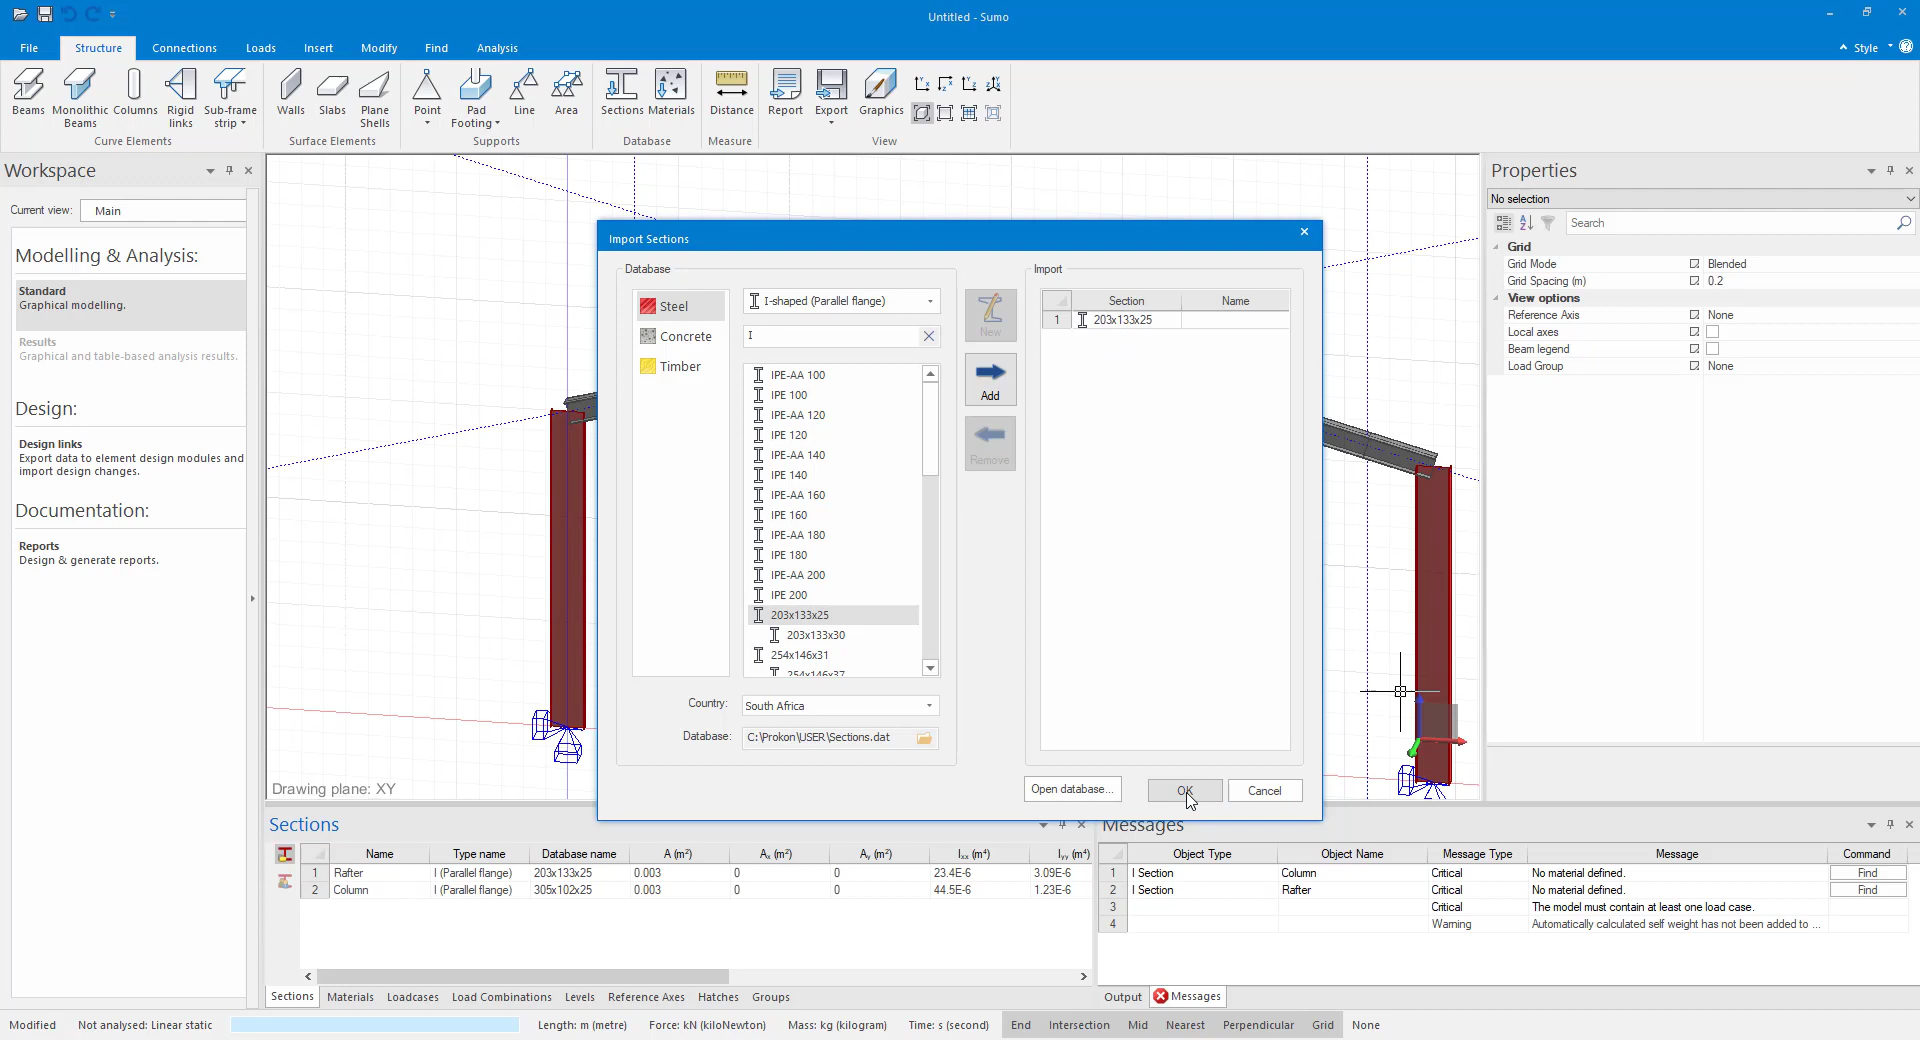 Untitled - Sumo
File
Structure
Connections
Loads
Insert
Modify
Find
Analysis
Style
Beams
Monolithic Beams
Columns
Rigid links
Sub-frame strip
Curve Elements
Walls
Slabs
Plane Shells
Surface Elements
Point
Pad Footing
Line
Area
Supports
Sections
Materials
Database
Distance
Measure
Report
Export
Graphics
View
Workspace
Current view: Main
Modelling & Analysis:
Standard
Graphical modelling.
Results
Graphical and table-based analysis results.
Design:
Design links
Export data to element design modules and
import design changes.
Documentation:
Reports
Design & generate reports.
Drawing plane: XY
Import Sections
Database
Steel
Concrete
Timber
I-shaped (Parallel flange)
I
IPE-AA 100
IPE 100
IPE-AA 120
IPE 120
IPE-AA 140
IPE 140
IPE-AA 160
IPE 160
IPE-AA 180
IPE 180
IPE-AA 200
IPE 200
203x133x25
203x133x30
254x146x31
254x146x37
Country: South Africa
Database: C:\Prokon\USER\Sections.dat
New
Add
Remove
Import
Section Name
1 203x133x25
Open database...
OK
Cancel
Properties
No selection
Search
Grid
Grid Mode Blended
Grid Spacing (m) 0.2
View options
Reference Axis None
Local axes
Beam legend
Load Group None
Sections
Name Type name Database name A (m²) Aₓ (m²) Aᵧ (m²) Iₓₓ (m⁴) Iᵧᵧ (m⁴)
1 Rafter I (Parallel flange) 203x133x25 0.003 0 0 23.4E-6 3.09E-6
2 Column I (Parallel flange) 305x102x25 0.003 0 0 44.5E-6 1.23E-6
Sections Materials Loadcases Load Combinations Levels Reference Axes Hatches Groups
Messages
Object Type Object Name Message Type Message Command
1 I Section Column Critical No material defined. Find
2 I Section Rafter Critical No material defined. Find
3 Critical The model must contain at least one load case.
4 Warning Automatically calculated self weight has not been added to ...
Output Messages
Modified Not analysed: Linear static Length: m (metre) Force: kN (kiloNewton) Mass: kg (kilogram) Time: s (second) End Intersection Mid Nearest Perpendicular Grid None